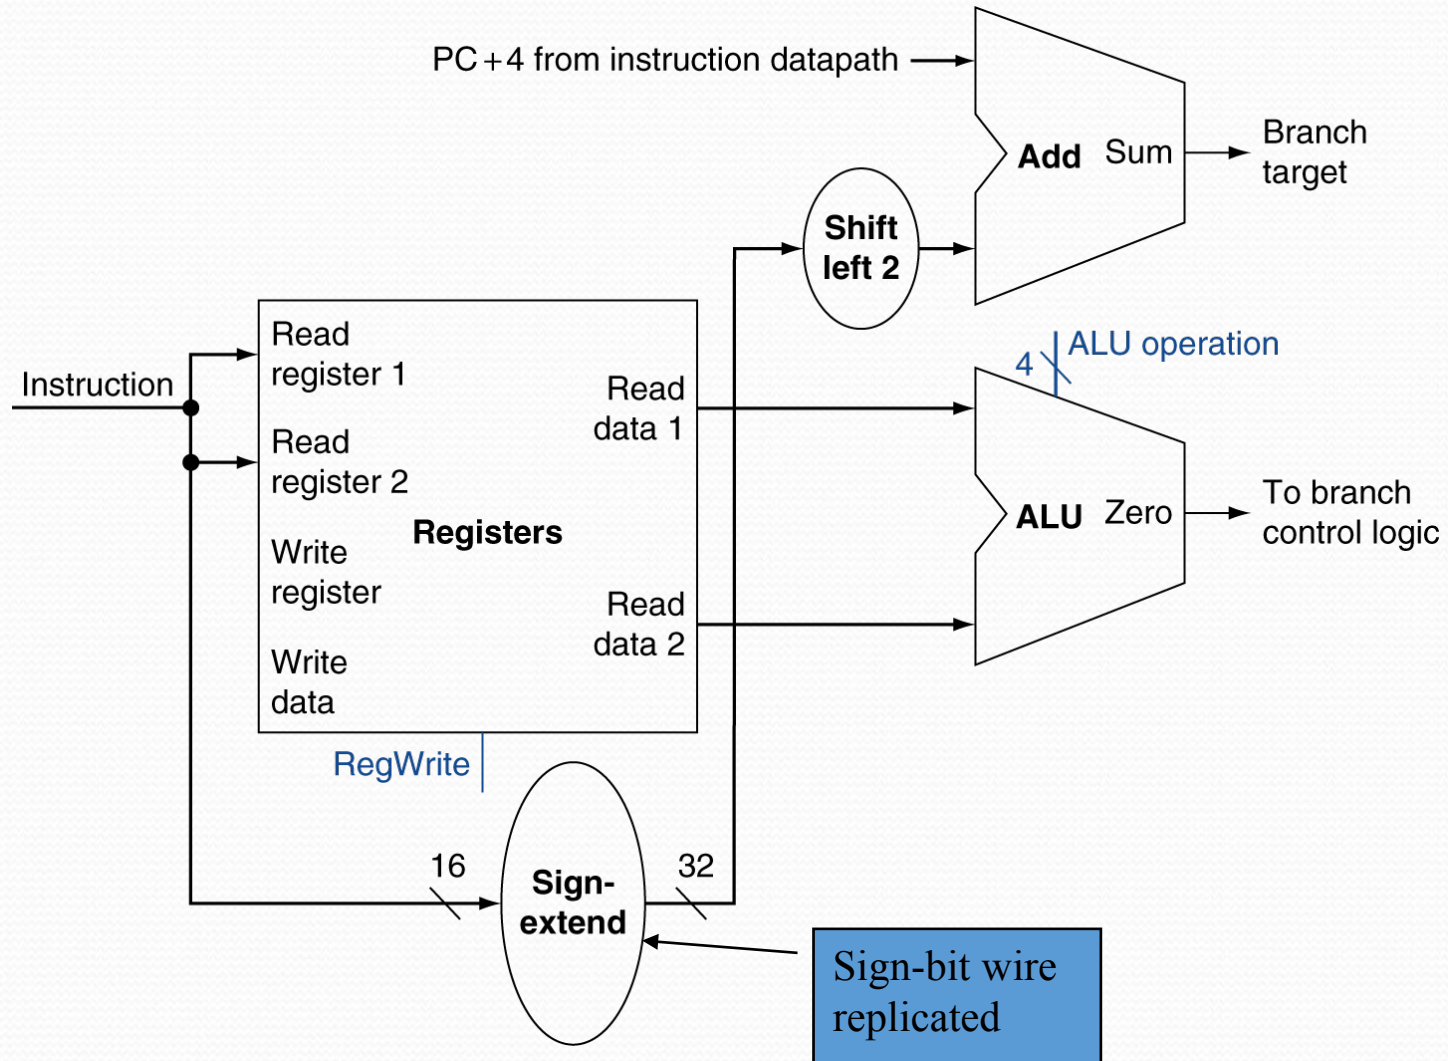 PC+4 from instruction datapath
Add Sum
Branch
target
Shift
left 2
ALU operation
4
Instruction
Read
register 1
Read
data 1
Read
register 2
Registers
Write
register
Read
data 2
Write
data
ALU Zero
To branch
control logic
RegWrite
16
Sign-
extend
32
Sign-bit wire
replicated